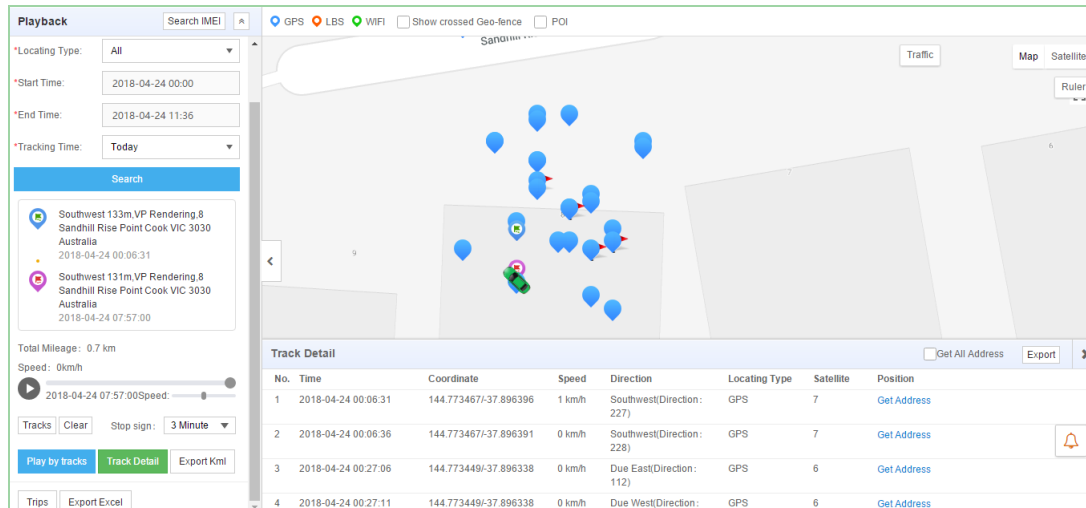 Playback
Search IMEI
GPS LBS WIFI Show crossed Geo-fence POI
*Locating Type: All
*Start Time: 2018-04-24 00:00
*End Time: 2018-04-24 11:36
*Tracking Time: Today
Search
Southwest 133m,VP Rendering,8
Sandhill Rise Point Cook VIC 3030
Australia
2018-04-24 00:06:31
Southwest 131m,VP Rendering,8
Sandhill Rise Point Cook VIC 3030
Australia
2018-04-24 07:57:00
Total Mileage: 0.7 km
Speed: 0km/h
2018-04-24 07:57:00Speed:
Tracks Clear Stop sign: 3 Minute
Play by tracks Track Detail Export Kml
Trips Export Excel
Sandhill
Traffic
Map Satellite
Ruler
7
6
9
Track Detail
Get All Address Export
No. Time Coordinate Speed Direction Locating Type Satellite Position
1 2018-04-24 00:06:31 144.773467/-37.896396 1 km/h Southwest(Direction: GPS 7 Get Address
227)
2 2018-04-24 00:06:36 144.773467/-37.896391 0 km/h Southwest(Direction: GPS 7 Get Address
228)
3 2018-04-24 00:27:06 144.773449/-37.896338 0 km/h Due East(Direction: GPS 6 Get Address
112)
4 2018-04-24 00:27:11 144.773449/-37.896338 0 km/h Due West(Direction: GPS 6 Get Address